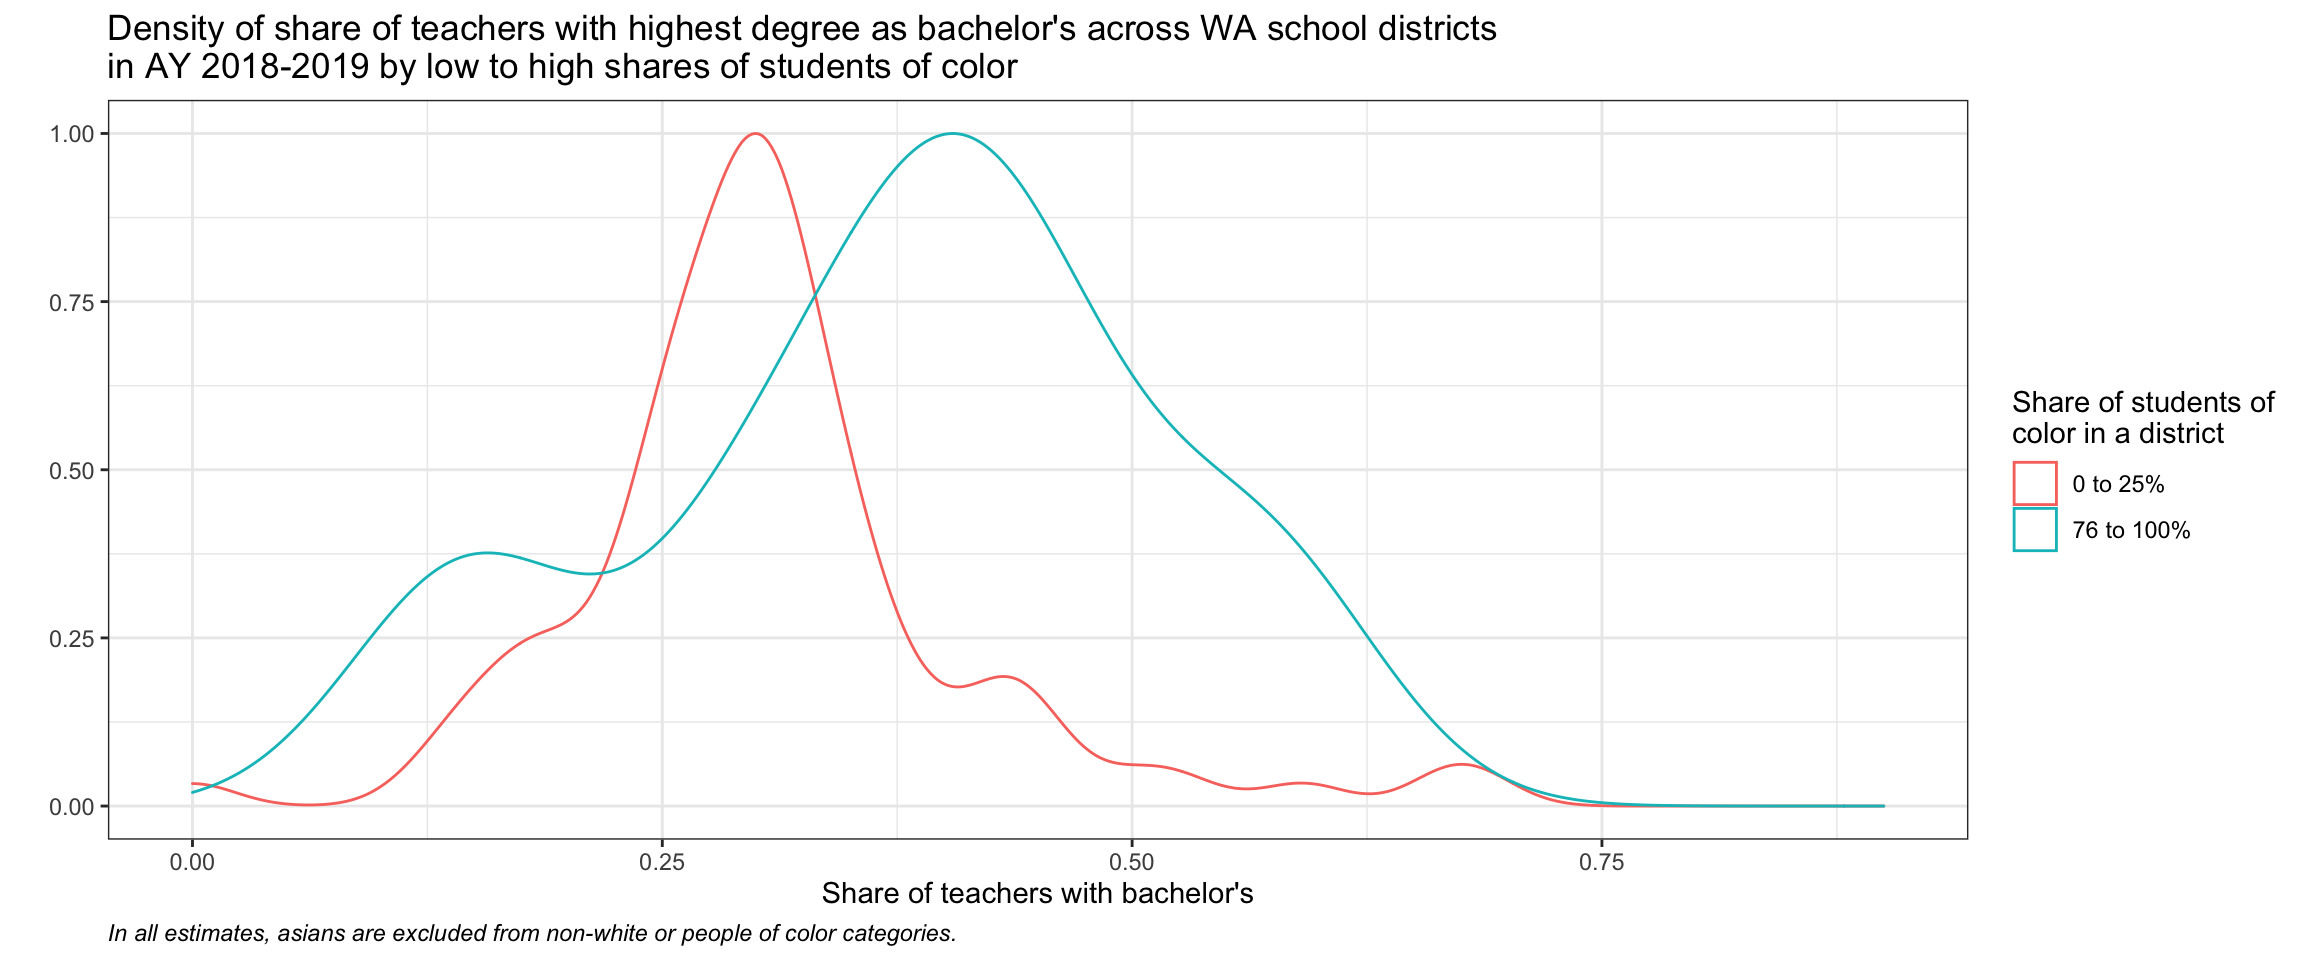 Density of share of teachers with highest degree as bachelor's across WA school districts
in AY 2018-2019 by low to high shares of students of color
1.00
0.75
0.50
0.25
0.00
0.00 0.25 0.50 0.75
Share of teachers with bachelor's
In all estimates, asians are excluded from non-white or people of color categories.
Share of students of
color in a district
0 to 25%
76 to 100%